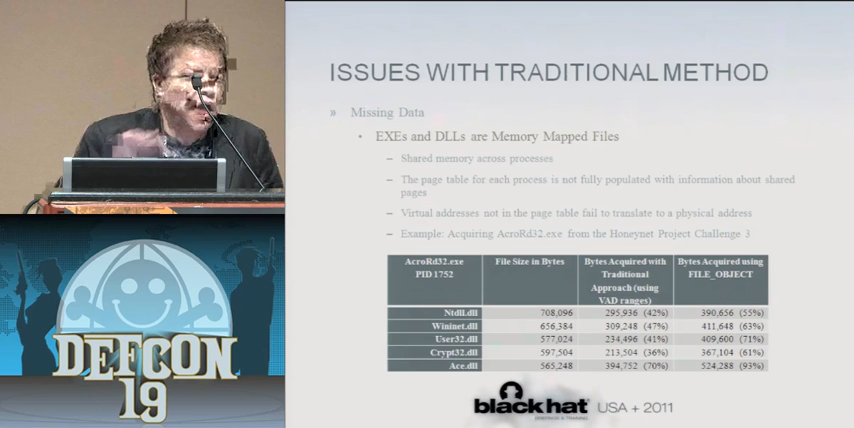 ISSUES WITH TRADITIONAL METHOD
» Missing Data
• EXEs and DLLs are Memory Mapped Files
– Shared memory across processes
– The page table for each process is not fully populated with information about shared
pages
– Virtual addresses not in the page table fail to translate to a physical address
– Example: Acquiring AcroRd32.exe from the Honeynet Project Challenge 3
AcroRd32.exe PID 1752 File Size in Bytes Bytes Acquired with Traditional Approach (using VAD ranges) Bytes Acquired using FILE_OBJECT
Ntdll.dll 708,096 295,936 (42%) 390,656 (55%)
Wininet.dll 656,384 309,248 (47%) 411,648 (63%)
User32.dll 577,024 234,496 (41%) 409,600 (71%)
Crypt32.dll 597,504 213,504 (36%) 367,104 (61%)
Ace.dll 565,248 394,752 (70%) 524,288 (93%)
black hat USA + 2011
DEFCON
19